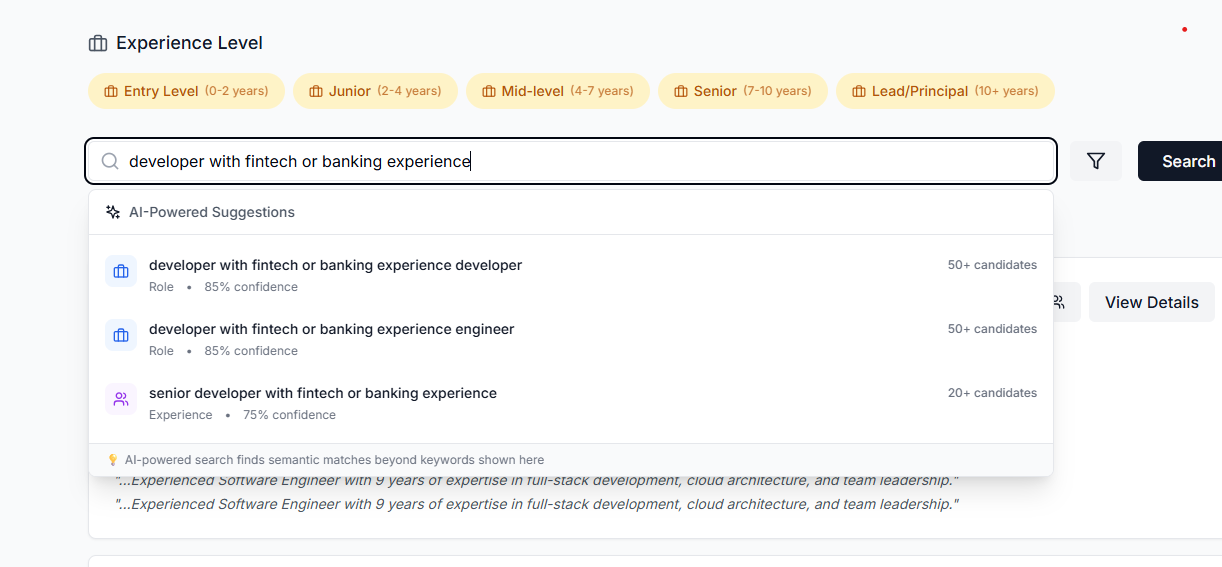 Experience Level
Entry Level (0-2 years) Junior (2-4 years) Mid-level (4-7 years) Senior (7-10 years) Lead/Principal (10+ years)
developer with fintech or banking experience
Search
AI-Powered Suggestions
developer with fintech or banking experience developer 50+ candidates
Role • 85% confidence
View Details
developer with fintech or banking experience engineer 50+ candidates
Role • 85% confidence
senior developer with fintech or banking experience 20+ candidates
Experience • 75% confidence
AI-powered search finds semantic matches beyond keywords shown here
"...Experienced Software Engineer with 9 years of expertise in full-stack development, cloud architecture, and team leadership."
"...Experienced Software Engineer with 9 years of expertise in full-stack development, cloud architecture, and team leadership."